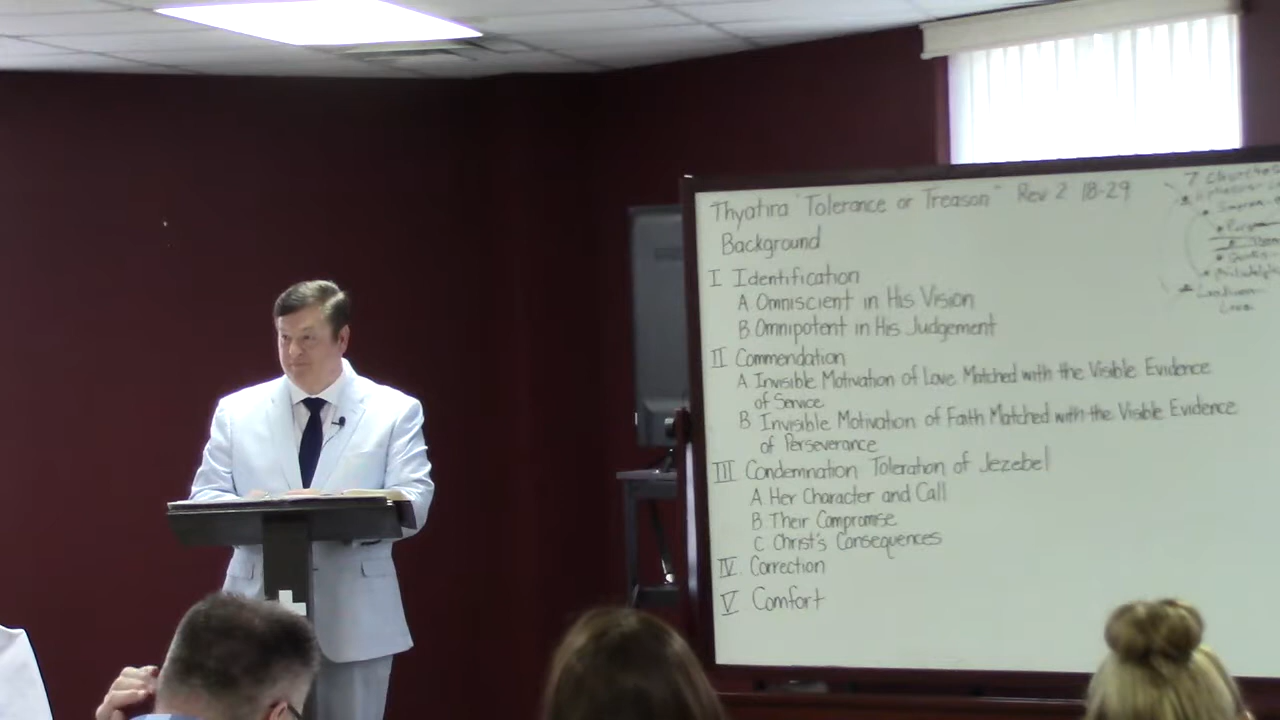 Thyatira "Tolerance or Treason" Rev 2 18-29
Background
I Identification
A Omniscient in His Vision
B Omnipotent in His Judgement
II Commendation
A Invisible Motivation of Love Matched with the Visible Evidence
of Service
B Invisible Motivation of Faith Matched with the Visible Evidence
of Perseverance
III Condemnation Toleration of Jezebel
A Her Character and Call
B Their Compromise
C Christ's Consequences
IV. Correction
V Comfort
7 Churches